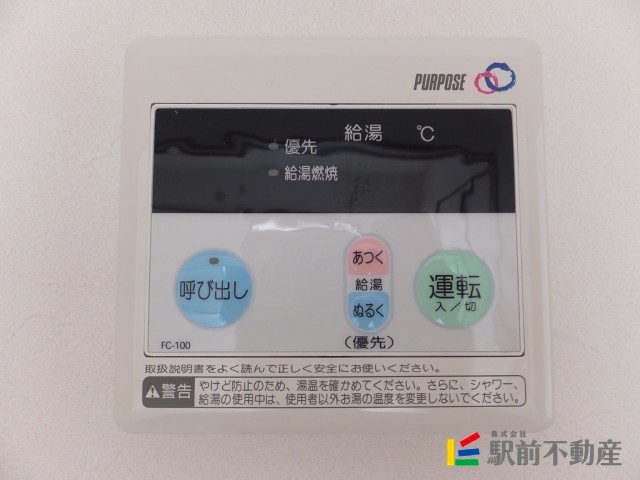 PURPOSE
給湯 ℃
優先
給湯燃焼
呼び出し
あつく
給湯
ぬるく
(優先)
運転
入/切
FC-100
取扱説明書をよく読んで正しく安全にお使いください。
警告
やけど防止のため、湯温を確かめてください。さらに、シャワー、
給湯の使用中は、使用者以外お湯の温度を変更しないでください。
株式会社
駅前不動産